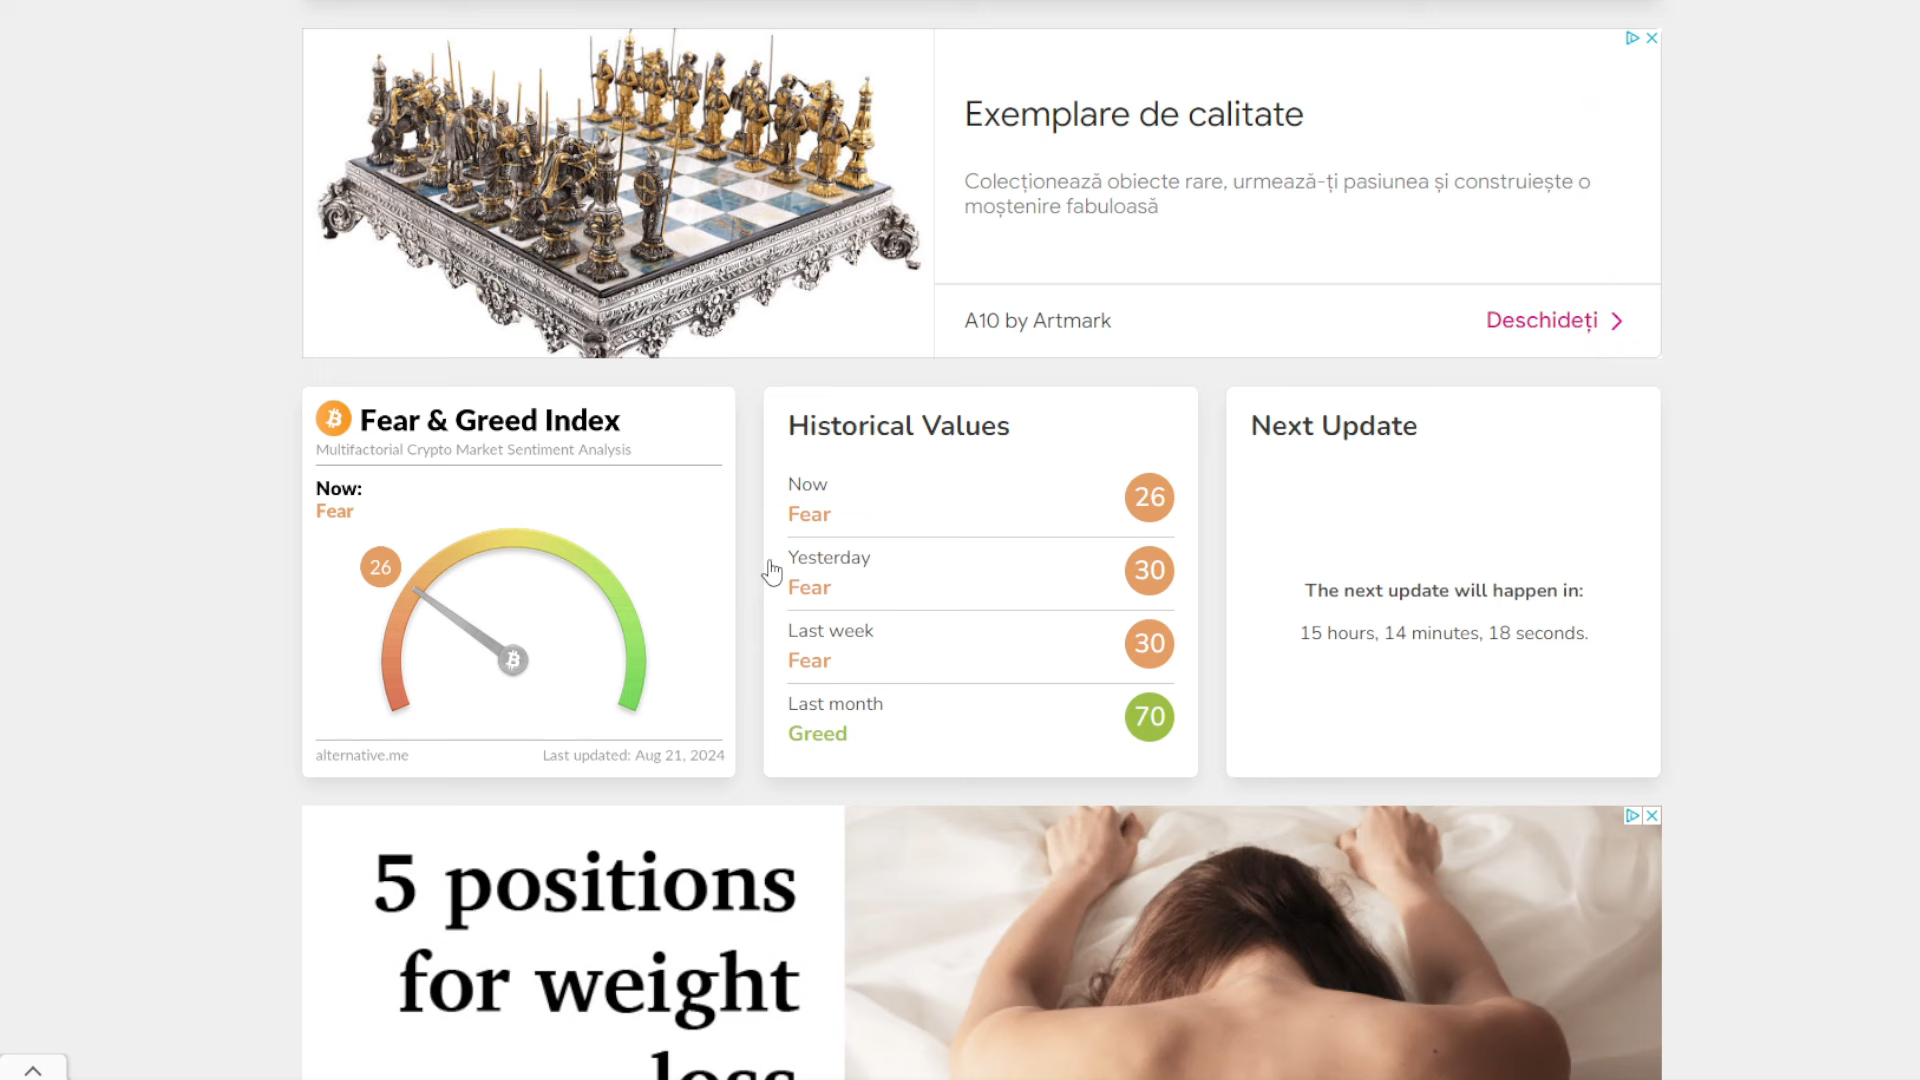 Exemplare de calitate
Colecționează obiecte rare, urmează-ți pasiunea și construiește o
moștenire fabuloasă
A10 by Artmark
Deschideți
Fear & Greed Index
Multifactorial Crypto Market Sentiment Analysis
Now:
Fear
26
alternative.me
Last updated: Aug 21, 2024
Historical Values
Now
Fear
26
Yesterday
Fear
30
Last week
Fear
30
Last month
Greed
70
Next Update
The next update will happen in:
15 hours, 14 minutes, 18 seconds.
5 positions
for weight
loss